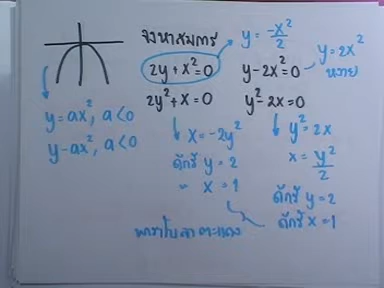 จงหาสมการ
y = -x²/2
2y + x² = 0
y - 2x² = 0
y = 2x²
หงาย
2y² + x = 0
y² - 2x = 0
y = ax², a < 0
y - ax², a < 0
x = -2y²
ดีกรี y = 2
" x = 1
y² = 2x
x = y²/2
ดีกรี y = 2
ดีกรี x = 1
พาราโบลาตะแคง